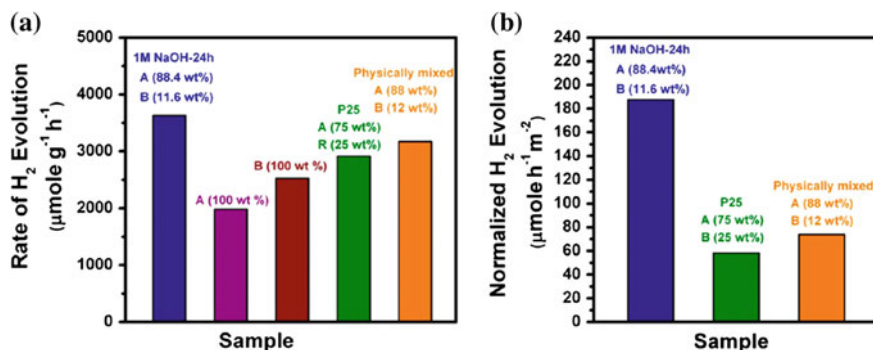 (a)
Rate of H2 Evolution
(μmole g-1 h-1)
5000
4000
3000
2000
1000
0
1M NaOH-24h
A (88.4 wt%)
B (11.6 wt%)
A (100 wt %)
B (100 wt %)
P25
A (75 wt%)
R (25 wt%)
Physically mixed
A (88 wt%)
B (12 wt%)
Sample
(b)
Normalized H2 Evolution
(μmole h-1 m-2)
240
220
200
180
160
140
120
100
80
60
40
20
0
1M NaOH-24h
A (88.4wt%)
B (11.6wt%)
P25
A (75 wt%)
B (25 wt%)
Physically mixed
A (88 wt%)
B (12 wt%)
Sample